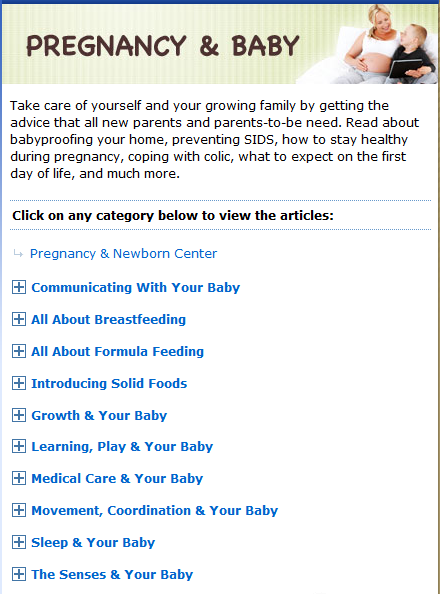 PREGNANCY & BABY
Take care of yourself and your growing family by getting the
advice that all new parents and parents-to-be need. Read about
babyproofing your home, preventing SIDS, how to stay healthy
during pregnancy, coping with colic, what to expect on the first
day of life, and much more.
Click on any category below to view the articles:
Pregnancy & Newborn Center
Communicating With Your Baby
All About Breastfeeding
All About Formula Feeding
Introducing Solid Foods
Growth & Your Baby
Learning, Play & Your Baby
Medical Care & Your Baby
Movement, Coordination & Your Baby
Sleep & Your Baby
The Senses & Your Baby